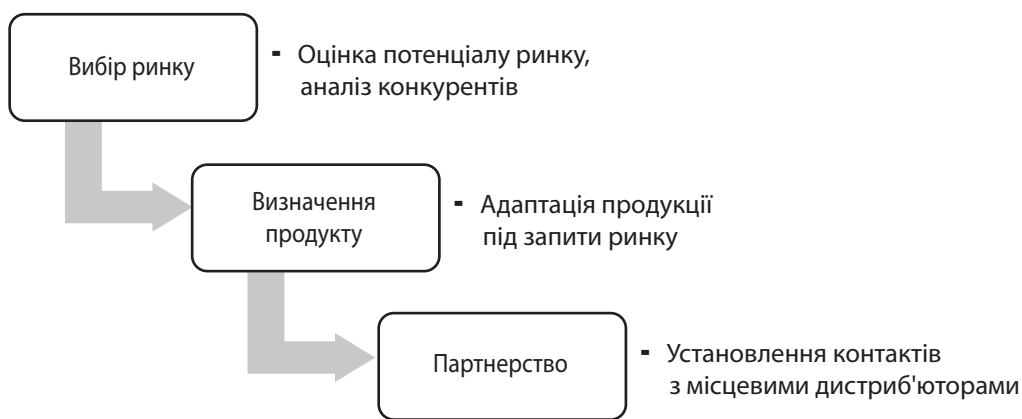 Вибір ринку
- Оцінка потенціалу ринку,
аналіз конкурентів
Визначення
продукту
- Адаптація продукції
під запити ринку
Партнерство
- Установлення контактів
з місцевими дистриб'юторами